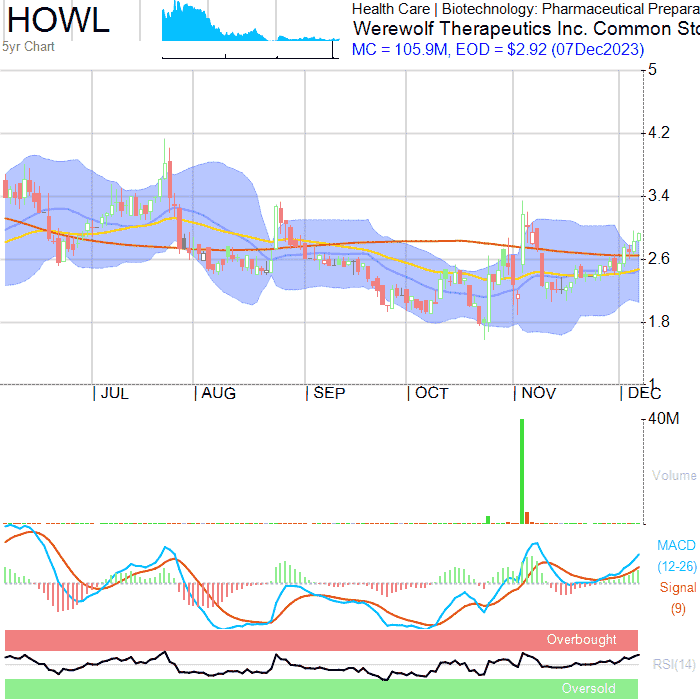 HOWL
5yr Chart
Health Care | Biotechnology: Pharmaceutical Prepara
Werewolf Therapeutics Inc. Common Sto
MC = 105.9M, EOD = $2.92 (07Dec2023)
5
4.2
3.4
2.6
1.8
1
JUL AUG SEP OCT NOV DEC
40M
Volume
MACD
(12-26)
Signal
(9)
Overbought
RSI(14)
Oversold